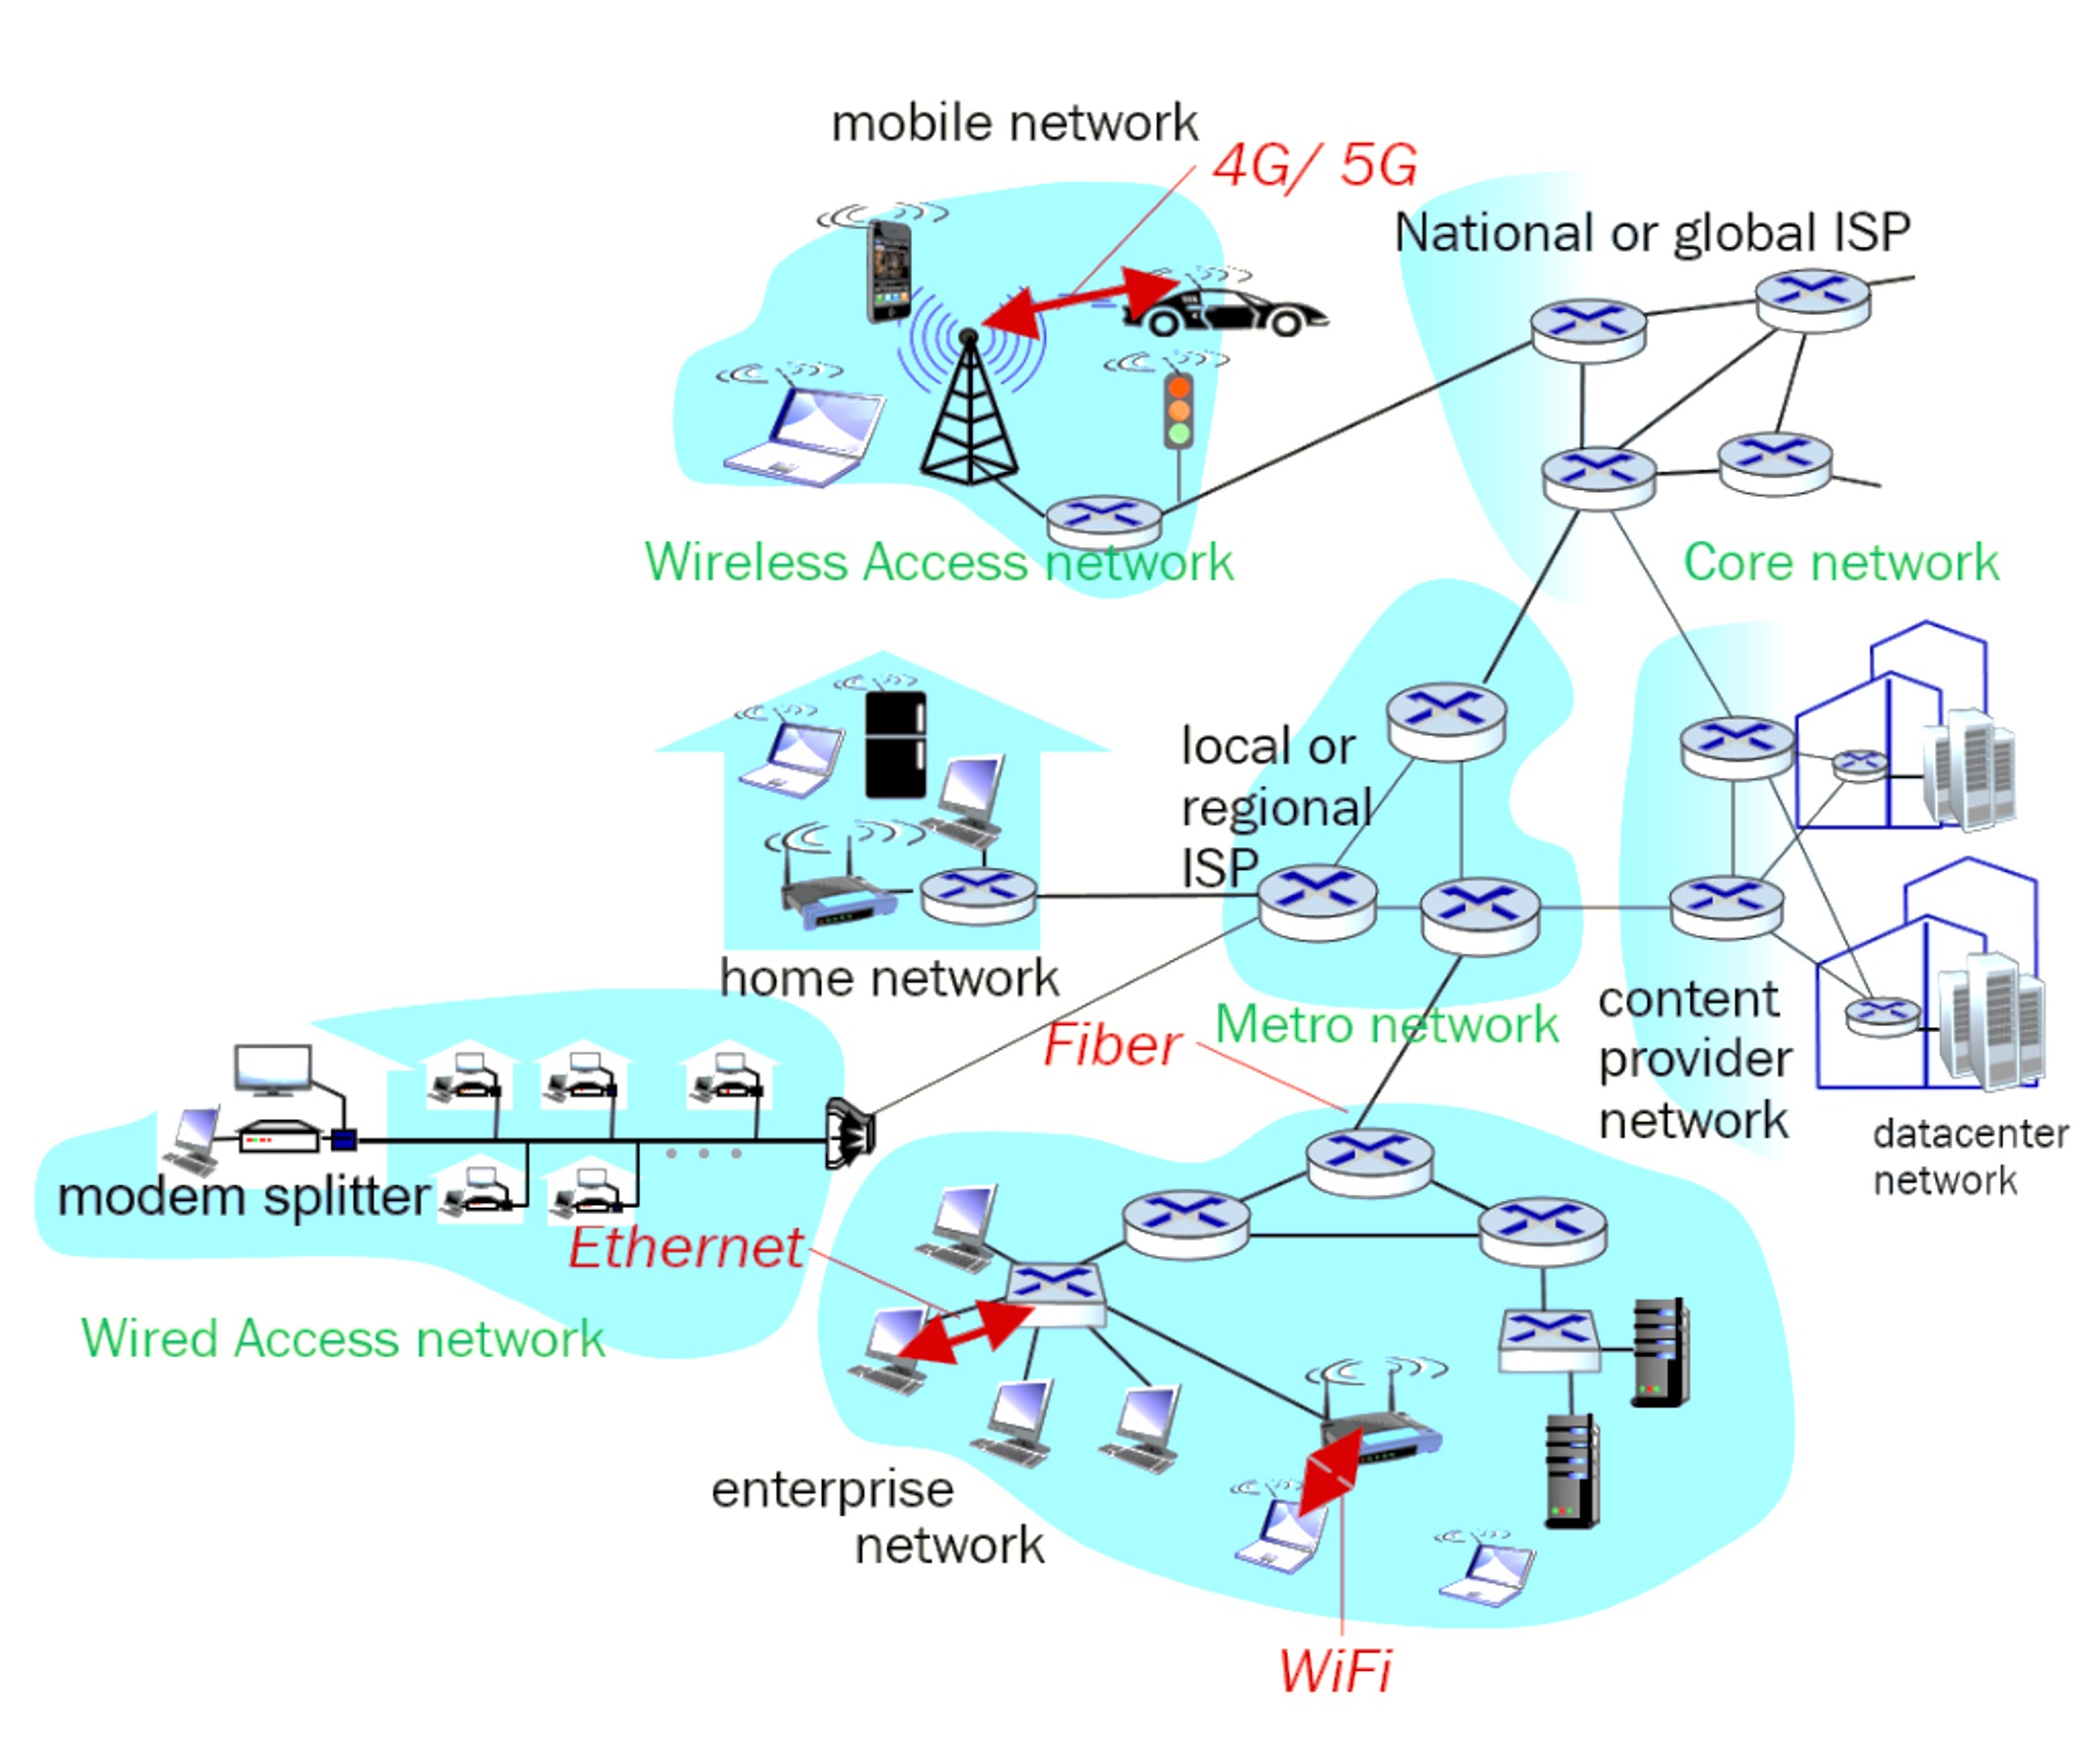 mobile network
4G/ 5G
National or global ISP
Wireless Access network
Core network
local or
regional
ISP
home network
Metro network
Fiber
content
provider
network
datacenter
network
modem splitter
Ethernet
Wired Access network
enterprise
network
WiFi